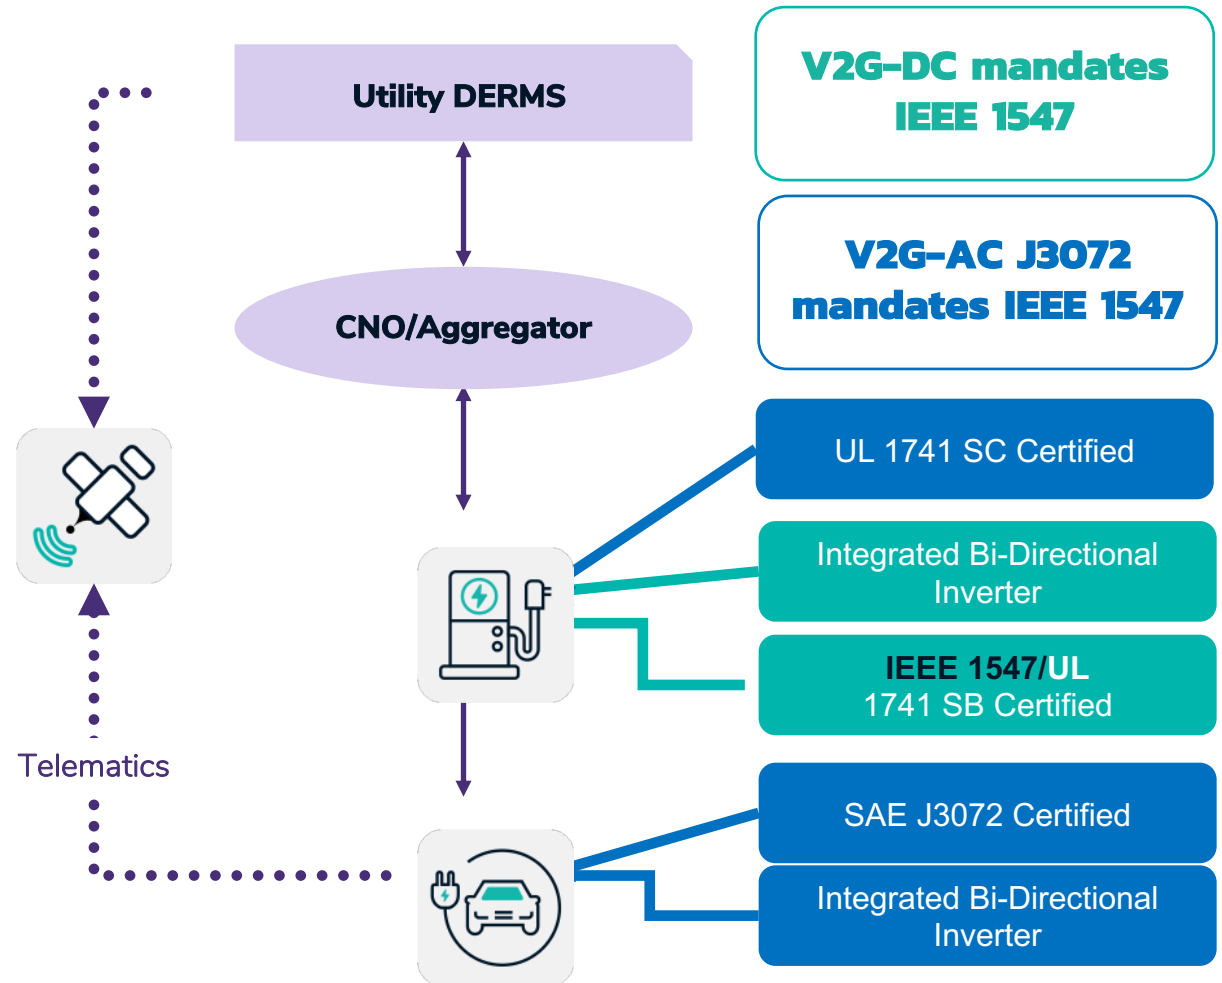 Utility DERMS
V2G-DC mandates
IEEE 1547
V2G-AC J3072
mandates IEEE 1547
CNO/Aggregator
UL 1741 SC Certified
Integrated Bi-Directional
Inverter
IEEE 1547/UL
1741 SB Certified
Telematics
SAE J3072 Certified
Integrated Bi-Directional
Inverter